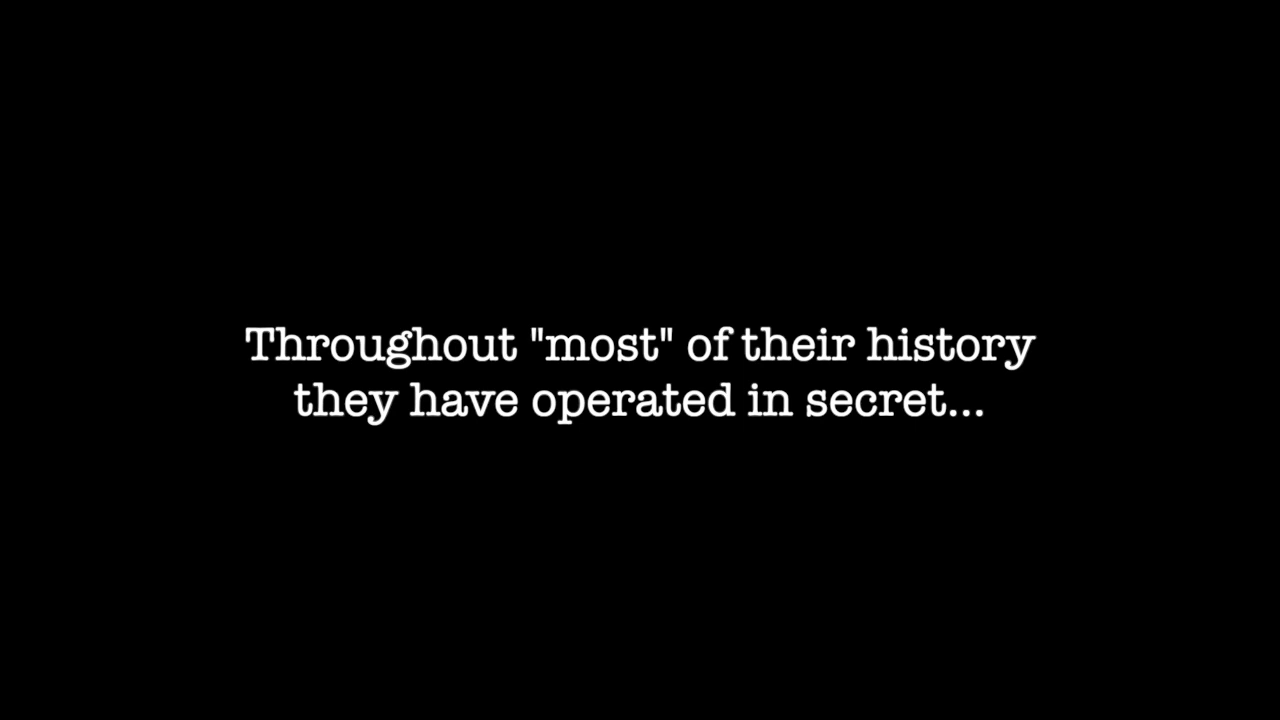 Throughout "most" of their history
they have operated in secret...